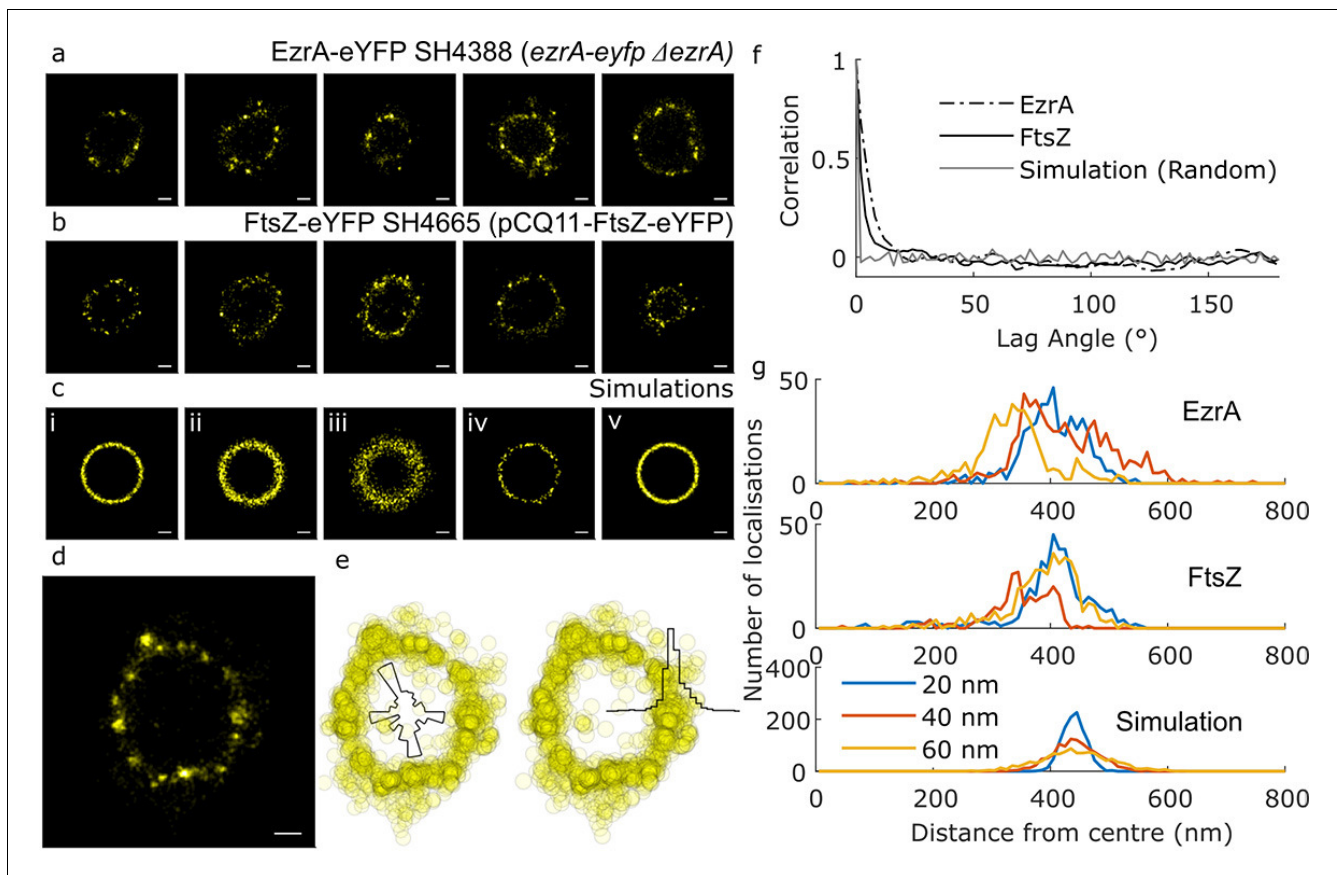 a
EzrA-eYFP SH4388 (ezrA-eyfp ΔezrA)
b
FtsZ-eYFP SH4665 (pCQ11-FtsZ-eYFP)
c
Simulations
i
ii
iii
iv
v
d
e
f
1
0.5
0
Correlation
EzrA
FtsZ
Simulation (Random)
0
50
100
150
Lag Angle (°)
g
Number of localisations
50
0
EzrA
0
200
400
600
800
50
0
FtsZ
0
200
400
600
800
400
200
0
20 nm
40 nm
60 nm
Simulation
0
200
400
600
800
Distance from centre (nm)